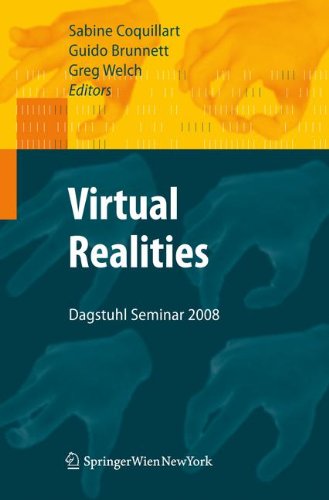 Sabine Coquillart
Guido Brunnett
Greg Welch
Editors
Virtual
Realities
Dagstuhl Seminar 2008
SpringerWienNewYork